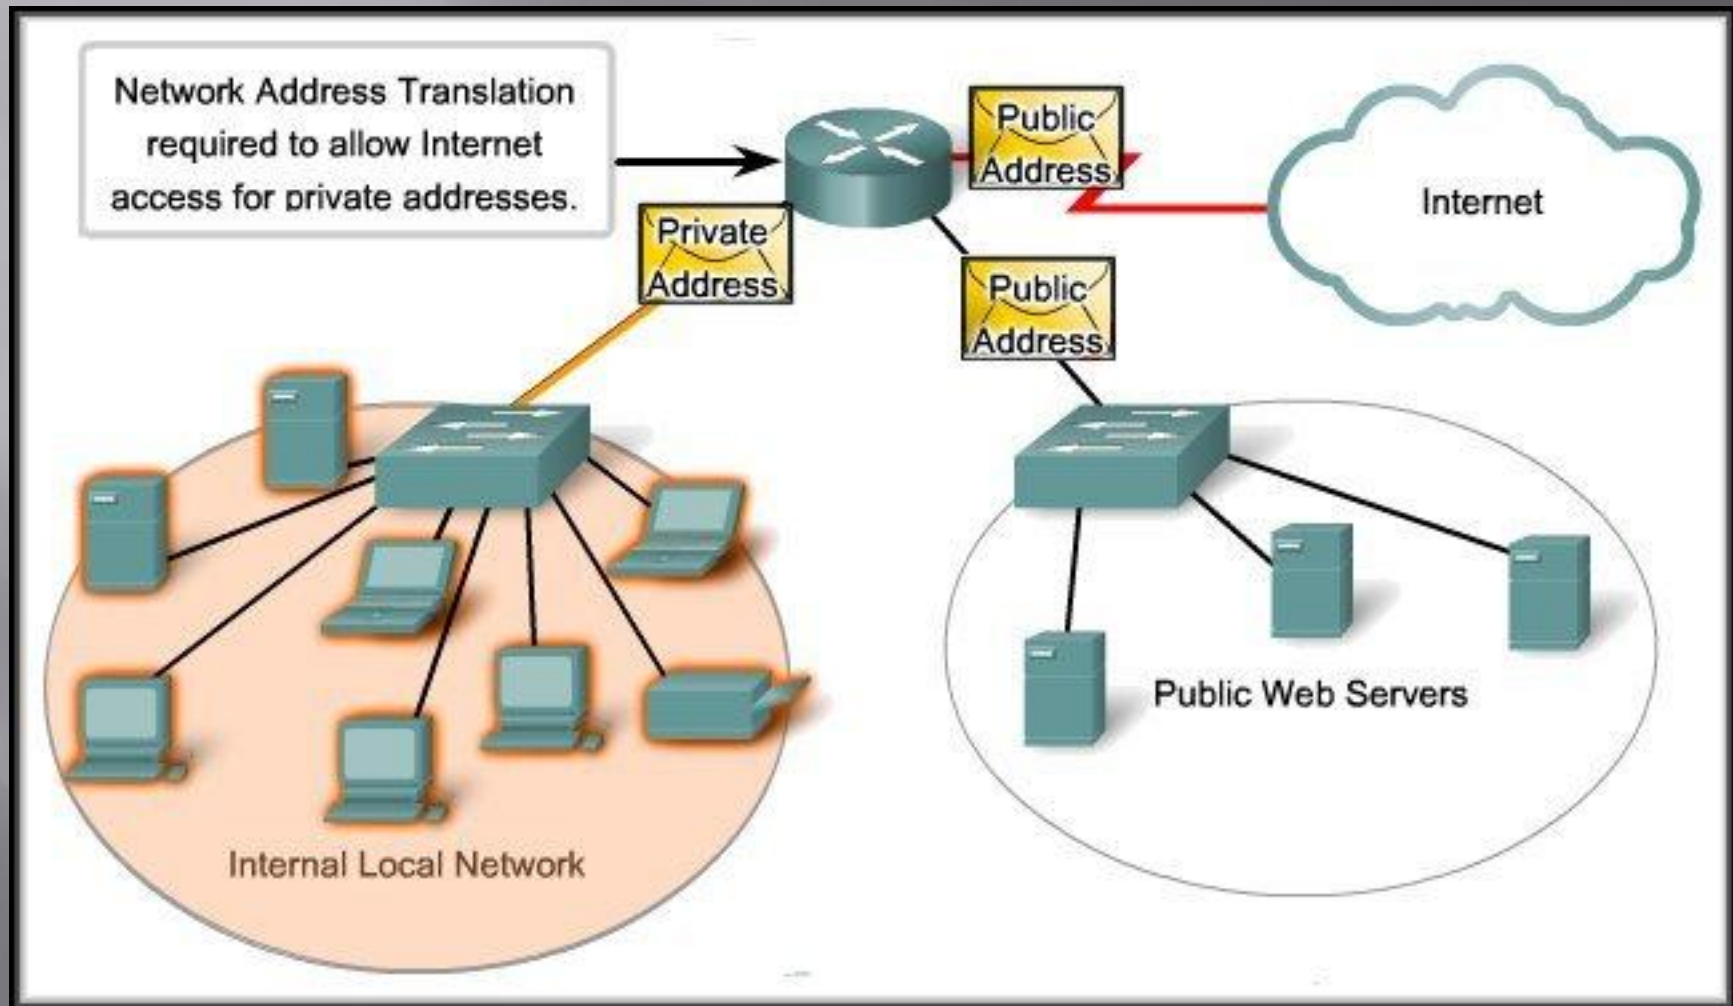 Network Address Translation
required to allow Internet
access for private addresses.
Public
Address
Internet
Private
Address
Public
Address
Public Web Servers
Internal Local Network